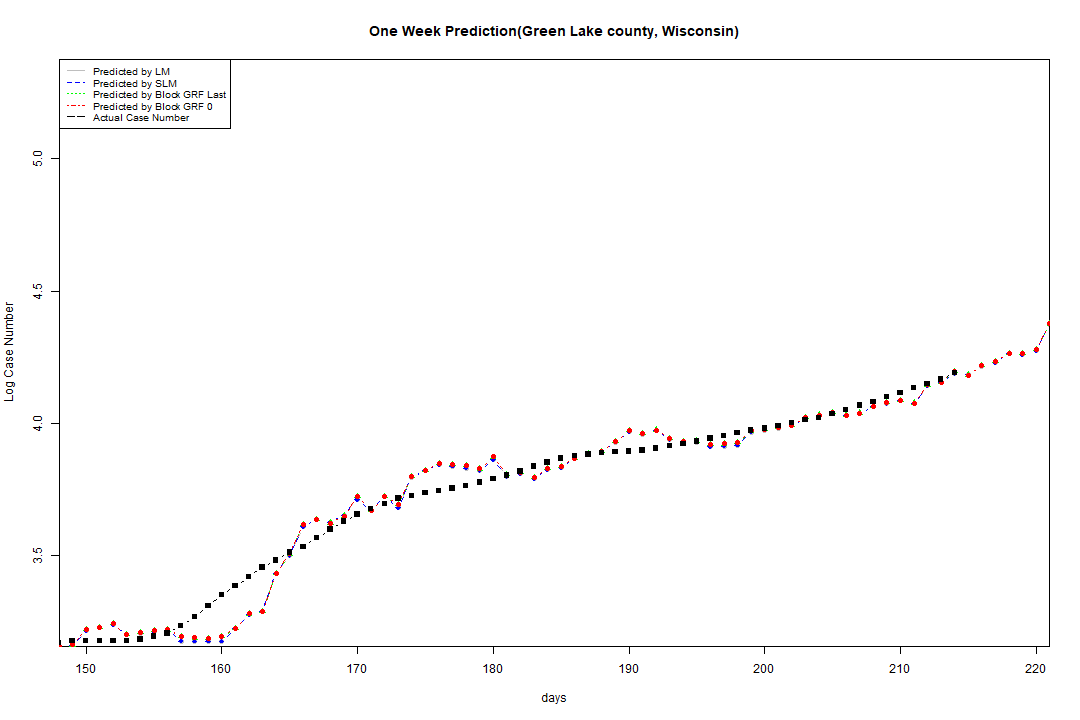 One Week Prediction(Green Lake county, Wisconsin)
Predicted by LM
Predicted by SLM
Predicted by Block GRF Last
Predicted by Block GRF 0
Actual Case Number
5.0
4.5
4.0
3.5
Log Case Number
150 160 170 180 190 200 210 220
days